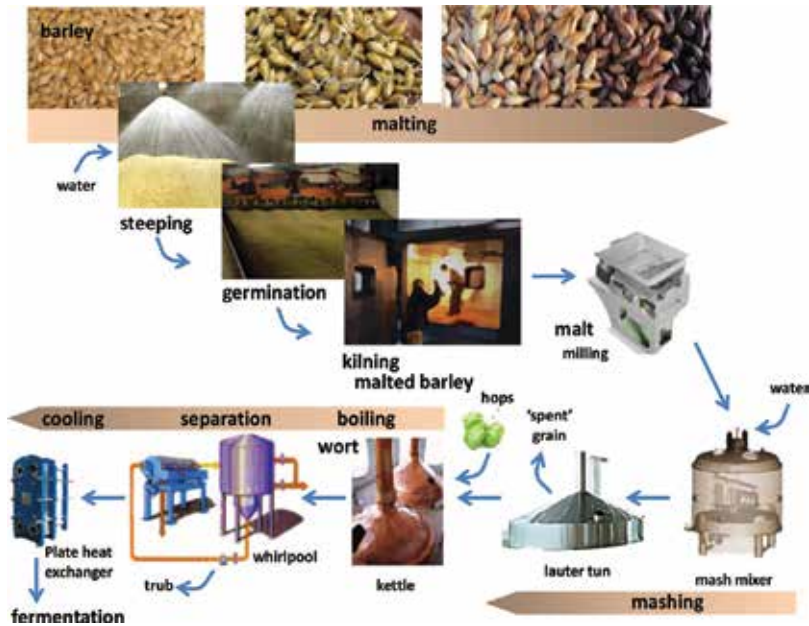 barley
malting
water
steeping
germination
kilning
malted barley
malt
milling
water
hops
'spent'
grain
cooling
separation
boiling
wort
Plate heat
exchanger
whirlpool
trub
kettle
lauter tun
mash mixer
fermentation
mashing